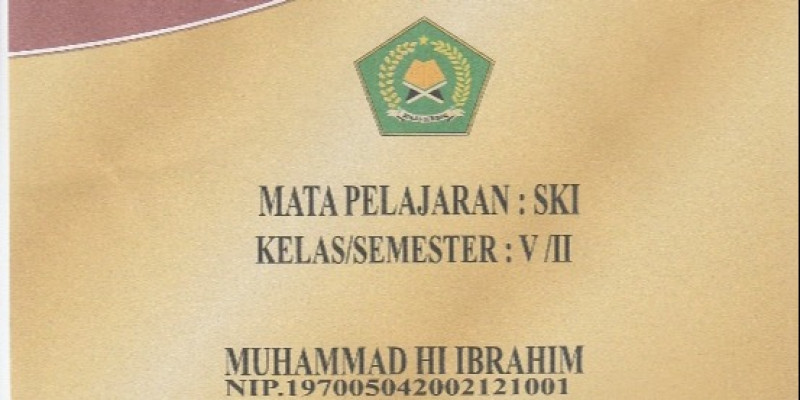 MATA PELAJARAN : SKI
KELAS/SEMESTER : V /II
MUHAMMAD HI IBRAHIM
NIP.197005042002121001